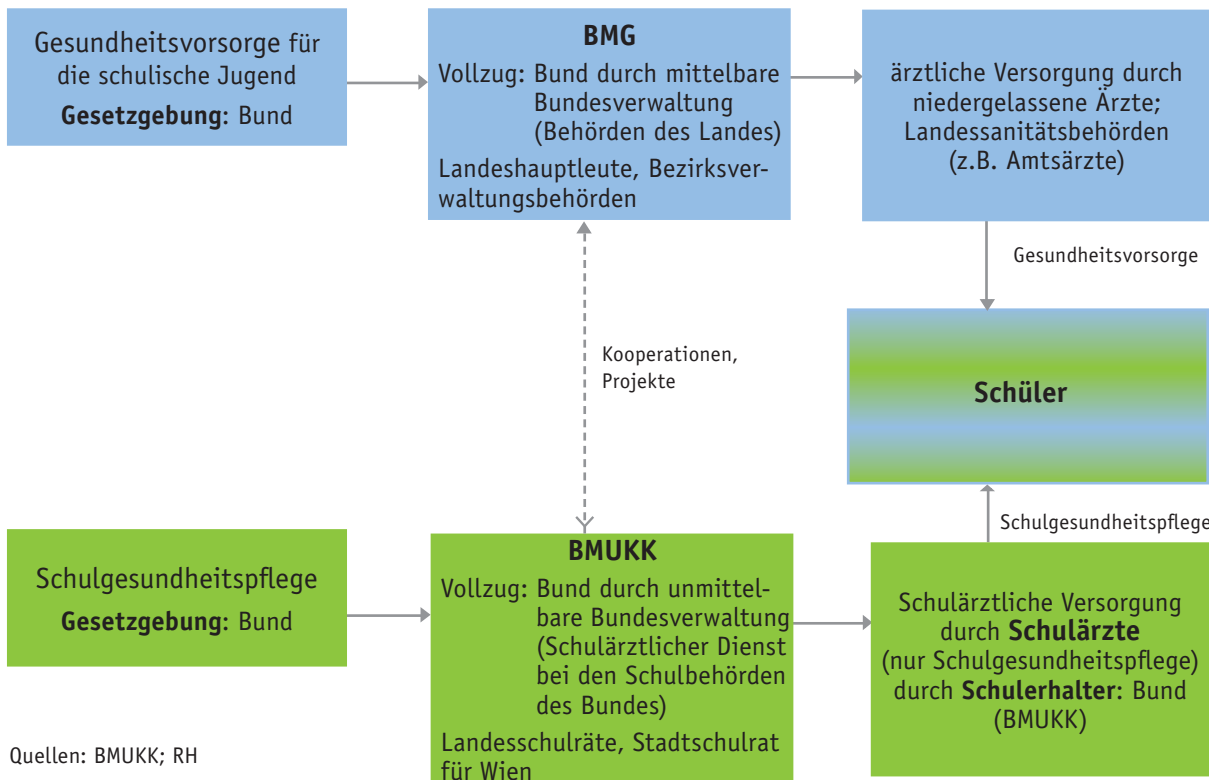 Gesundheitsvorsorge für
die schulische Jugend
Gesetzgebung: Bund
BMG
Vollzug: Bund durch mittelbare
Bundesverwaltung
(Behörden des Landes)
Landeshauptleute, Bezirksver-
waltungsbehörden
ärztliche Versorgung durch
niedergelassene Ärzte;
Landessanitätsbehörden
(z.B. Amtsärzte)
Gesundheitsvorsorge
Kooperationen,
Projekte
Schüler
Schulgesundheitspflege
Schulgesundheitspflege
Gesetzgebung: Bund
BMUKK
Vollzug: Bund durch unmittel-
bare Bundesverwaltung
(Schulärztlicher Dienst
bei den Schulbehörden
des Bundes)
Landesschulräte, Stadtschulrat
für Wien
Schulärztliche Versorgung
durch Schulärzte
(nur Schulgesundheitspflege)
durch Schulerhalter: Bund
(BMUKK)
Quellen: BMUKK; RH